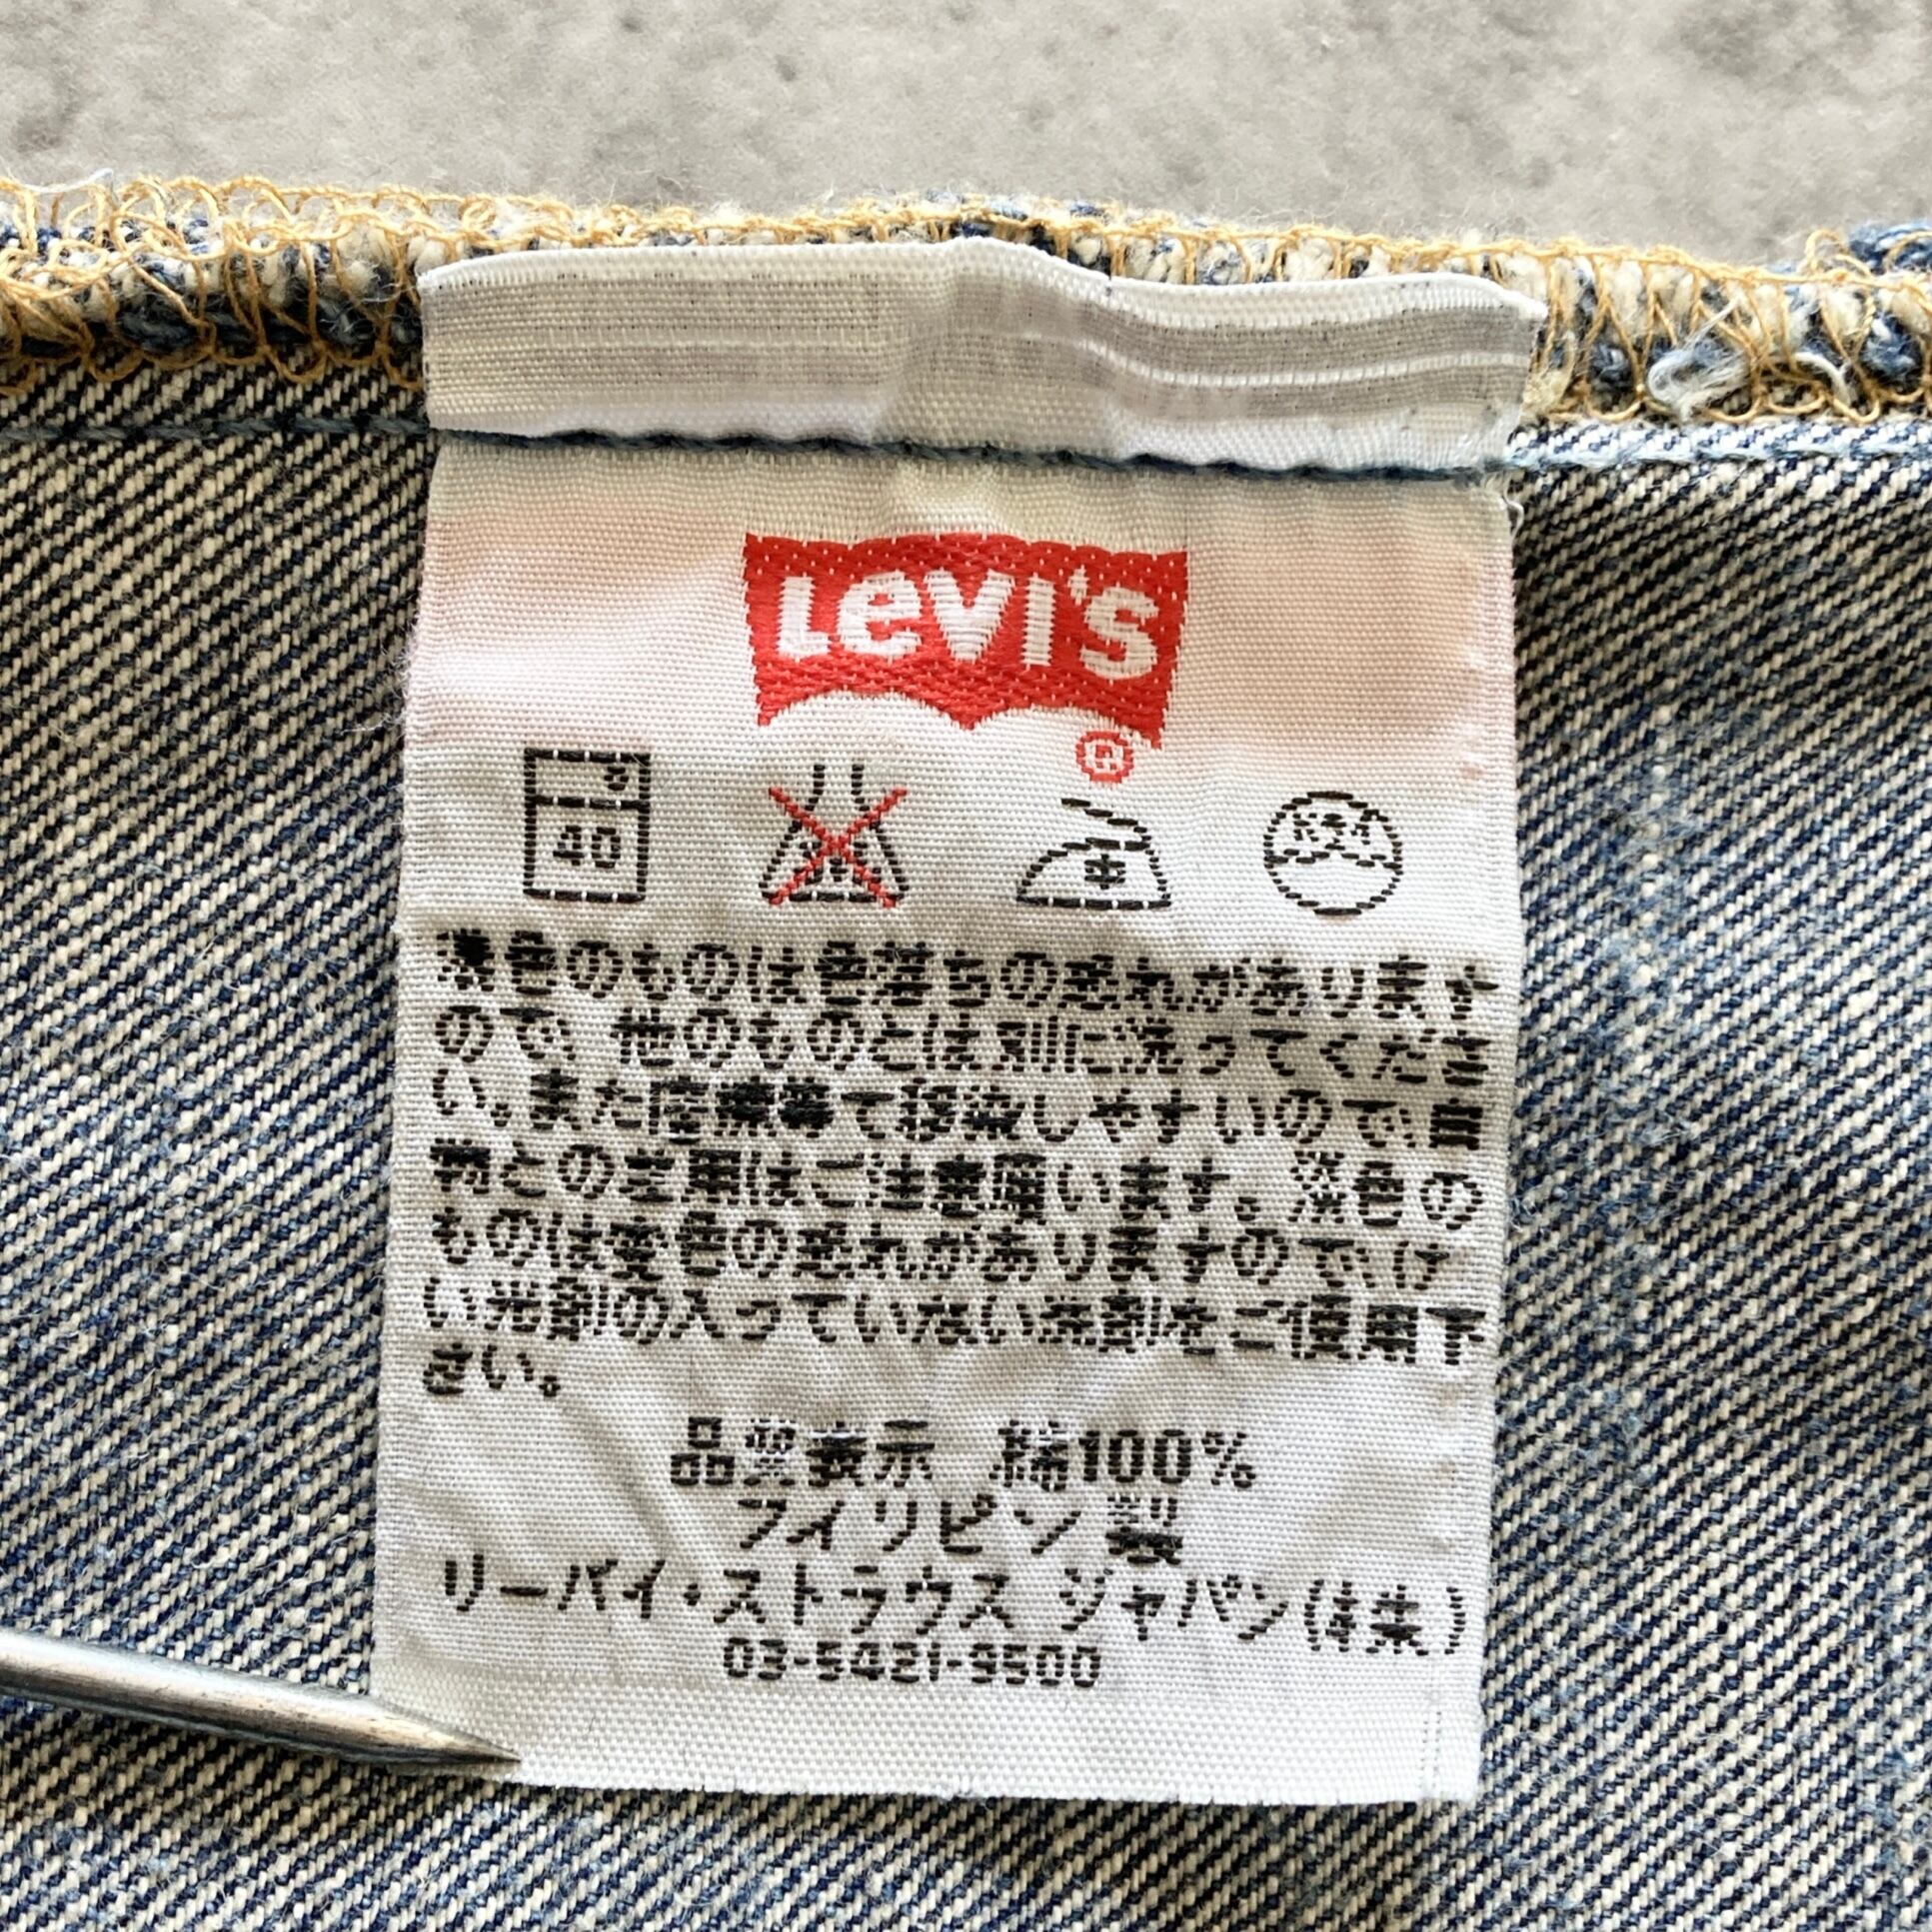 LEVI'S
®
40
ドライ
濃色のものは色落ちの恐れがあります
ので、他のものとは別に洗ってくださ
い。また摩擦等で移染しやすいので、白
物との着用はご注意願います。淡色の
ものは変色の恐れがありますので、け
い光剤の入っていない洗剤をご使用下
さい。
品質表示 綿100%
フィリピン製
リーバイ・ストラウス ジャパン(株)
03-5421-9500